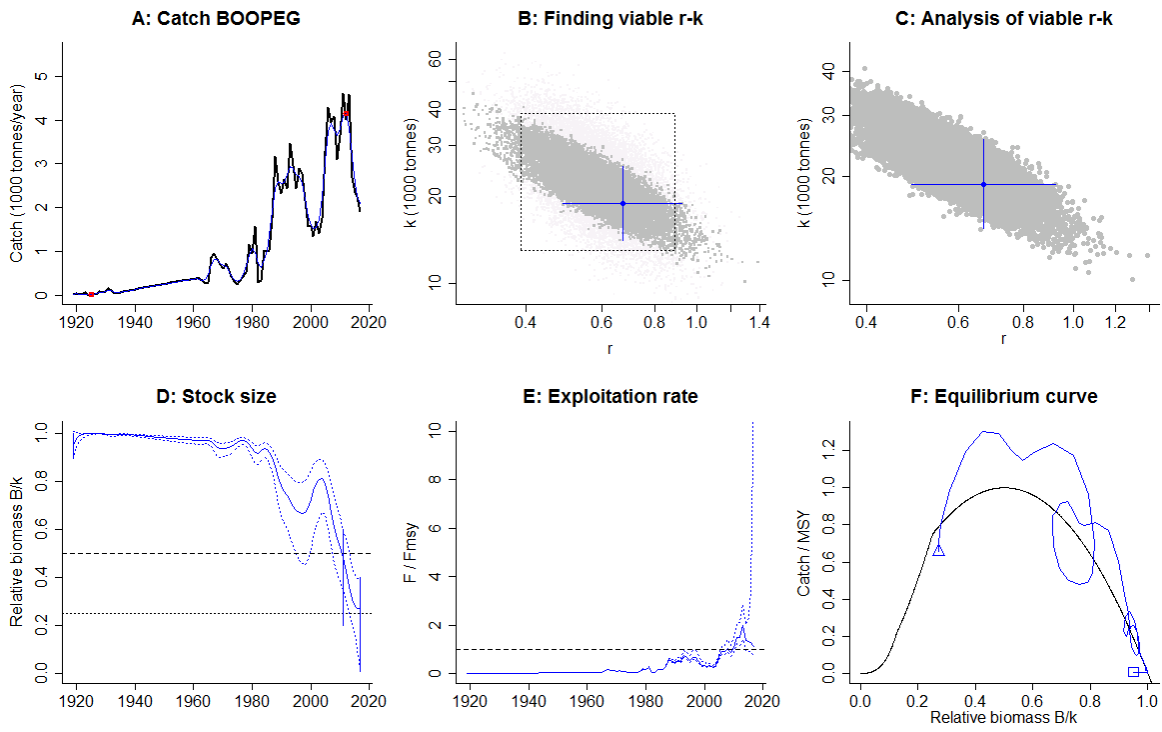 A: Catch BOOPEG
Catch (1000 tonnes/year)
5
4
3
2
1
0
1920 1940 1960 1980 2000 2020
B: Finding viable r-k
k (1000 tonnes)
60
40
30
20
10
0.4 0.6 0.8 1.0 1.4
r
C: Analysis of viable r-k
k (1000 tonnes)
40
30
20
10
0.4 0.6 0.8 1.0 1.2
r
D: Stock size
Relative biomass B/k
1.0
0.8
0.6
0.4
0.2
0.0
1920 1940 1960 1980 2000 2020
E: Exploitation rate
F / Fmsy
10
8
6
4
2
0
1920 1940 1960 1980 2000 2020
F: Equilibrium curve
Catch / MSY
1.2
1.0
0.8
0.6
0.4
0.2
0.0
0.0 0.2 0.4 0.6 0.8 1.0
Relative biomass B/k